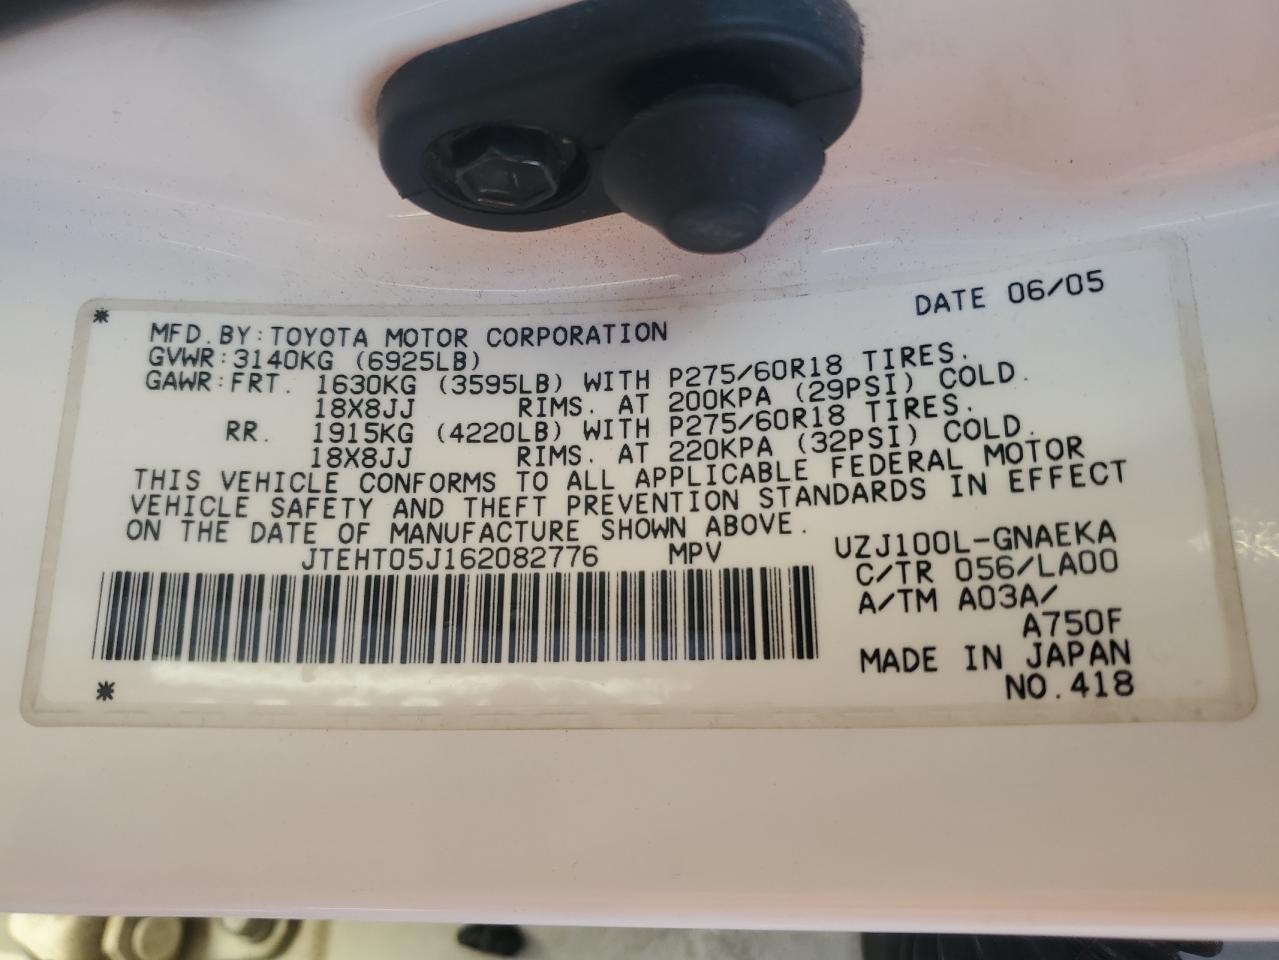 DATE 06/05
MFD. BY: TOYOTA MOTOR CORPORATION
GVWR: 3140KG (6925LB)
GAWR: FRT. 1630KG (3595LB) WITH P275/60R18 TIRES.
18X8JJ RIMS. AT 200KPA (29PSI) COLD.
RR. 1915KG (4220LB) WITH P275/60R18 TIRES.
18X8JJ RIMS. AT 220KPA (32PSI) COLD.
THIS VEHICLE CONFORMS TO ALL APPLICABLE FEDERAL MOTOR
VEHICLE SAFETY AND THEFT PREVENTION STANDARDS IN EFFECT
ON THE DATE OF MANUFACTURE SHOWN ABOVE.
JTEHT05J162082776 MPV
UZJ100L-GNAEKA
C/TR 056/LA00
A/TM A03A/
A750F
MADE IN JAPAN
NO. 418